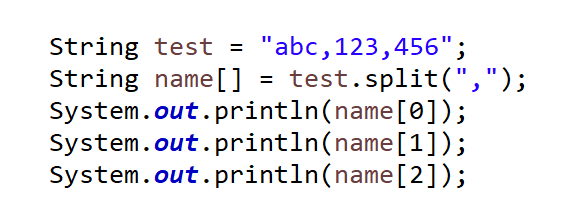 String test = "abc,123,456";
String name[] = test.split(",");
System.out.println(name[0]);
System.out.println(name[1]);
System.out.println(name[2]);